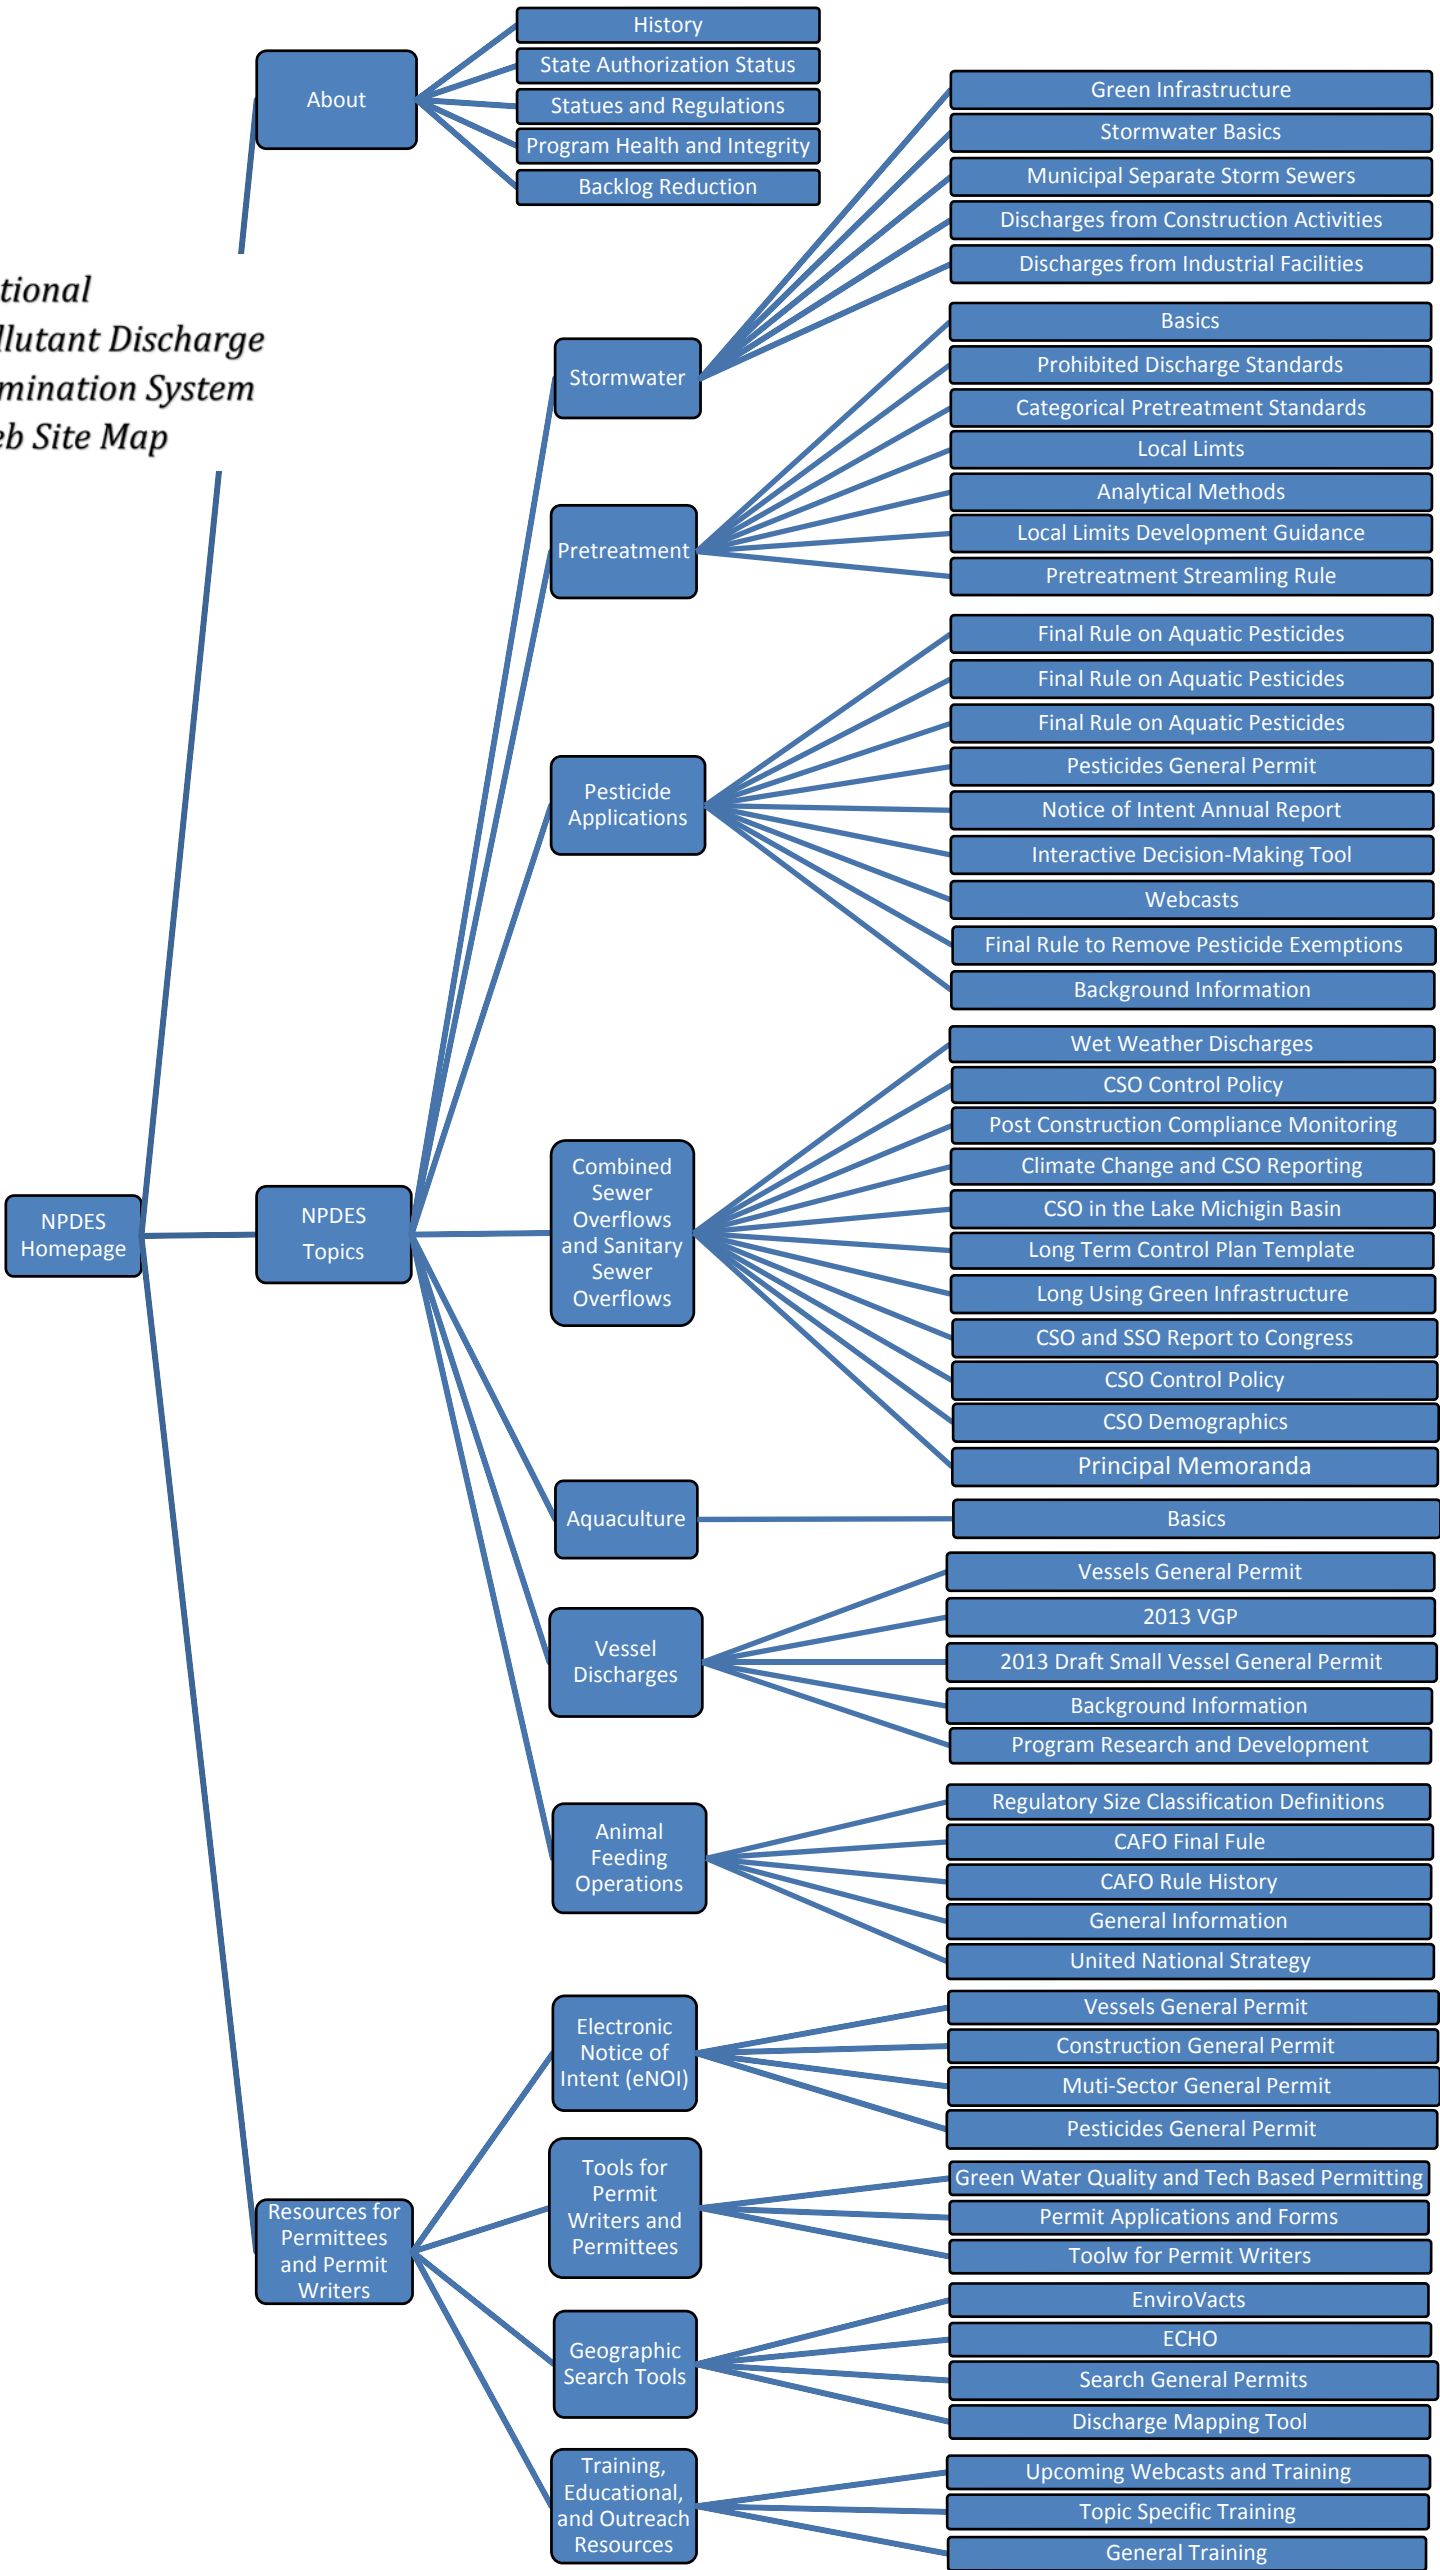 History
State Authorization Status
About
Statues and Regulations
Program Health and Integrity
Backlog Reduction
tional
llutant Discharge
mination System
eb Site Map
Green Infrastructure
Stormwater Basics
Municipal Separate Storm Sewers
Discharges from Construction Activities
Discharges from Industrial Facilities
Stormwater
Basics
Prohibited Discharge Standards
Categorical Pretreatment Standards
Local Limts
Analytical Methods
Local Limits Development Guidance
Pretreatment Streamling Rule
Pretreatment
Final Rule on Aquatic Pesticides
Final Rule on Aquatic Pesticides
Final Rule on Aquatic Pesticides
Pesticides General Permit
Notice of Intent Annual Report
Interactive Decision-Making Tool
Webcasts
Final Rule to Remove Pesticide Exemptions
Background Information
Pesticide
Applications
Wet Weather Discharges
CSO Control Policy
Post Construction Compliance Monitoring
Climate Change and CSO Reporting
CSO in the Lake Michigin Basin
Long Term Control Plan Template
Long Using Green Infrastructure
CSO and SSO Report to Congress
CSO Control Policy
CSO Demographics
Principal Memoranda
Combined
Sewer
Overflows
and Sanitary
Sewer
Overflows
NPDES
Homepage
NPDES
Topics
Aquaculture
Basics
Vessels General Permit
2013 VGP
2013 Draft Small Vessel General Permit
Background Information
Program Research and Development
Vessel
Discharges
Regulatory Size Classification Definitions
CAFO Final Fule
CAFO Rule History
General Information
United National Strategy
Animal
Feeding
Operations
Electronic
Notice of
Intent (eNOI)
Vessels General Permit
Construction General Permit
Muti-Sector General Permit
Pesticides General Permit
Tools for
Permit
Writers and
Permittees
Green Water Quality and Tech Based Permitting
Permit Applications and Forms
Toolw for Permit Writers
Resources for
Permittees
and Permit
Writers
Geographic
Search Tools
EnviroVacts
ECHO
Search General Permits
Discharge Mapping Tool
Training,
Educational,
and Outreach
Resources
Upcoming Webcasts and Training
Topic Specific Training
General Training